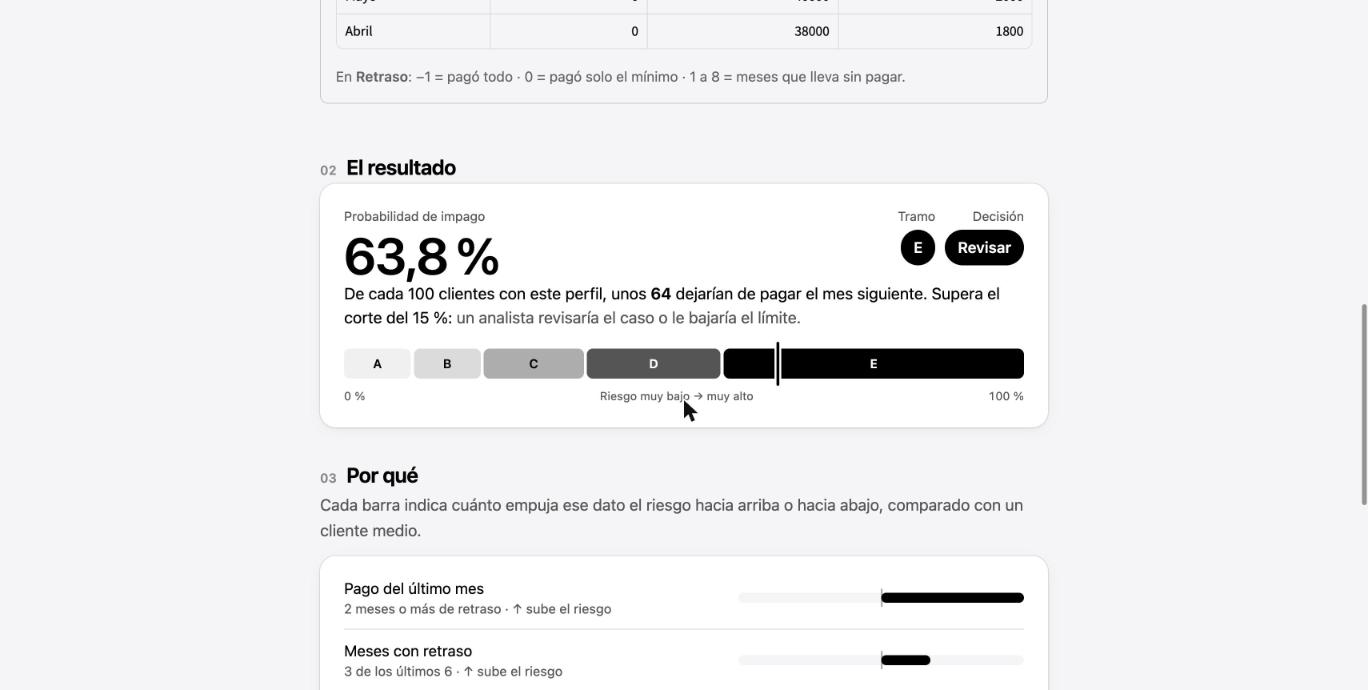 Abril 0 38000 1800
En Retraso: −1 = pagó todo · 0 = pagó solo el mínimo · 1 a 8 = meses que lleva sin pagar.
02 El resultado
Probabilidad de impago
Tramo Decisión
63,8 %
E Revisar
De cada 100 clientes con este perfil, unos 64 dejarían de pagar el mes siguiente. Supera el
corte del 15 %: un analista revisaría el caso o le bajaría el límite.
A B C D E
0 % Riesgo muy bajo → muy alto 100 %
03 Por qué
Cada barra indica cuánto empuja ese dato el riesgo hacia arriba o hacia abajo, comparado con un
cliente medio.
Pago del último mes
2 meses o más de retraso · ↑ sube el riesgo
Meses con retraso
3 de los últimos 6 · ↑ sube el riesgo